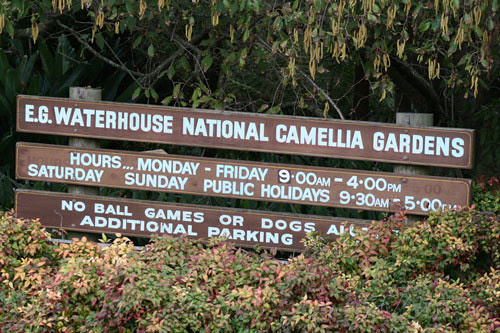 E.G. WATERHOUSE NATIONAL CAMELLIA GARDENS
HOURS... MONDAY - FRIDAY 9·00AM - 4·00PM
SATURDAY SUNDAY PUBLIC HOLIDAYS 9·30AM - 5·00PM
NO BALL GAMES OR DOGS
ADDITIONAL PARKING